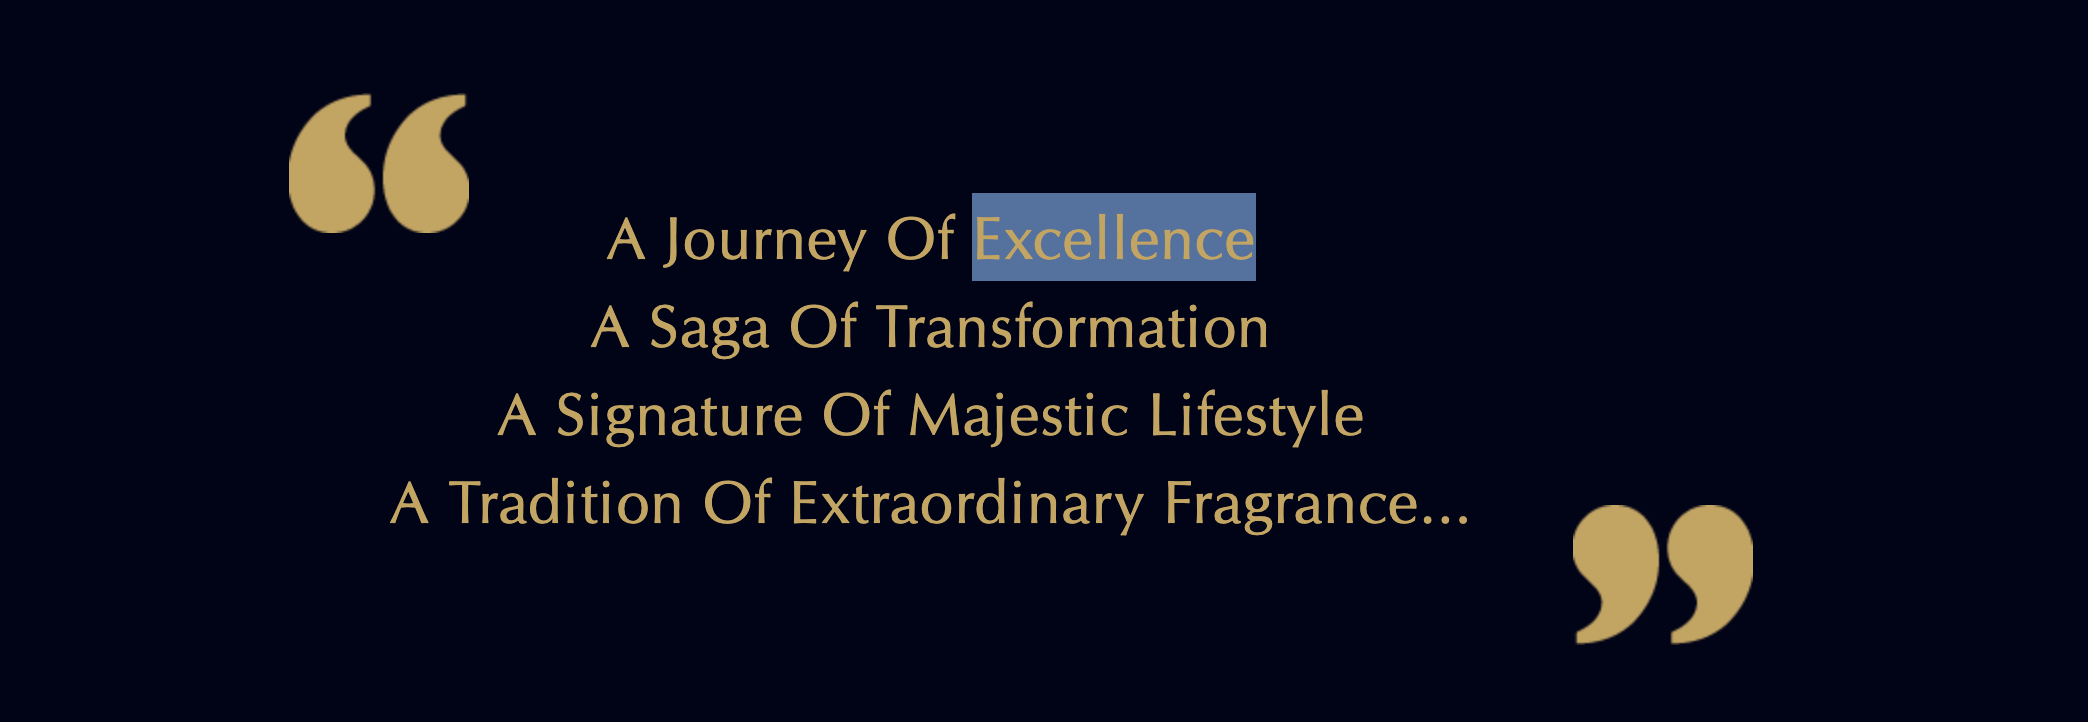 “
A Journey Of Excellence
A Saga Of Transformation
A Signature Of Majestic Lifestyle
A Tradition Of Extraordinary Fragrance...
”